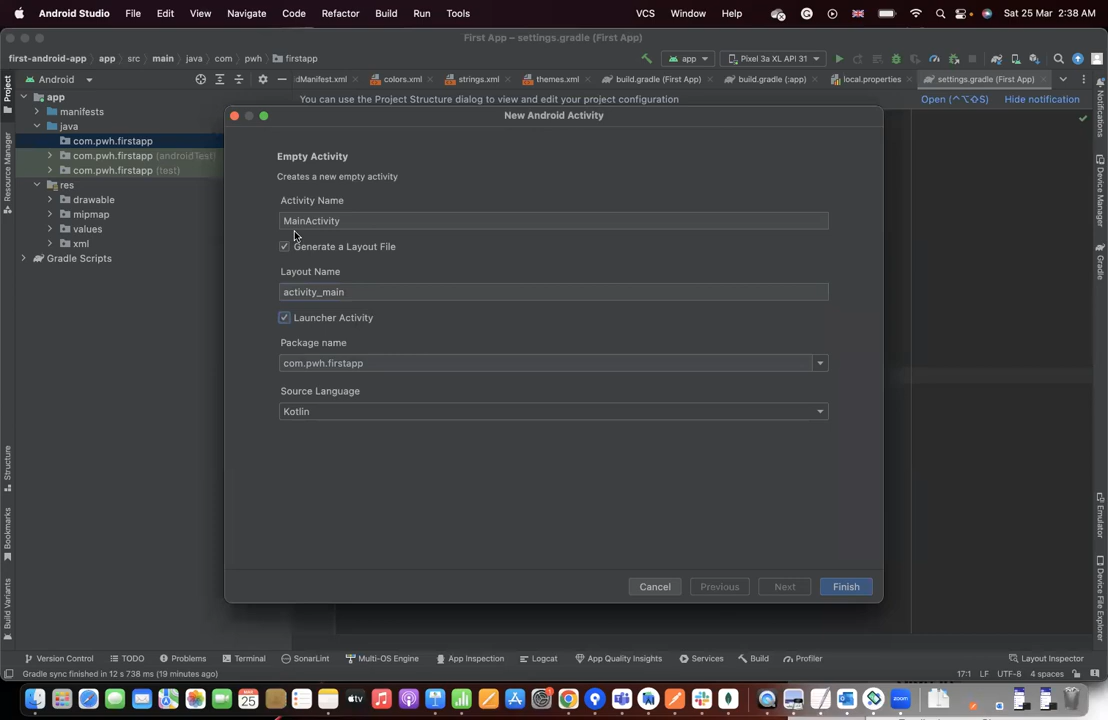 Android Studio File Edit View Navigate Code Refactor Build Run Tools VCS Window Help Sat 25 Mar 2:38 AM
First App – settings.gradle (First App)
first-android-app app src main java com pwh firstapp app Pixel 3a XL API 31
Android dManifest.xml colors.xml strings.xml themes.xml build.gradle (First App) build.gradle (:app) local.properties settings.gradle (First App)
You can use the Project Structure dialog to view and edit your project configuration Open (⌃⌥⇧S) Hide notification
Project
Resource Manager
Structure
Bookmarks
Build Variants
app
manifests
java
com.pwh.firstapp
com.pwh.firstapp (androidTest)
com.pwh.firstapp (test)
res
drawable
mipmap
values
xml
Gradle Scripts
New Android Activity
Empty Activity
Creates a new empty activity
Activity Name
MainActivity
Generate a Layout File
Layout Name
activity_main
Launcher Activity
Package name
com.pwh.firstapp
Source Language
Kotlin
Cancel Previous Next Finish
Notifications
Device Manager
Gradle
Emulator
Device File Explorer
Version Control TODO Problems Terminal SonarLint Multi-OS Engine App Inspection Logcat App Quality Insights Services Build Profiler Layout Inspector
Gradle sync finished in 12 s 738 ms (19 minutes ago) 17:1 LF UTF-8 4 spaces
25
zoom